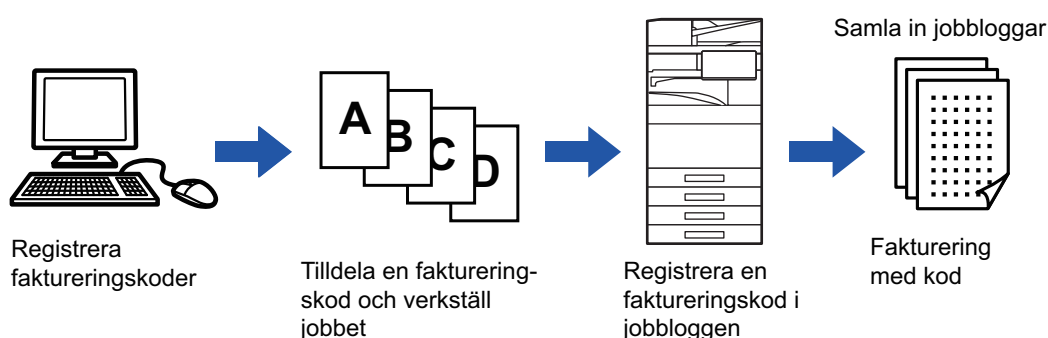 Samla in jobbloggar
A
B
C
D
Registrera
faktureringskoder
Tilldela en fakturering-
skod och verkställ
jobbet
Registrera en
faktureringskod i
jobbloggen
Fakturering
med kod